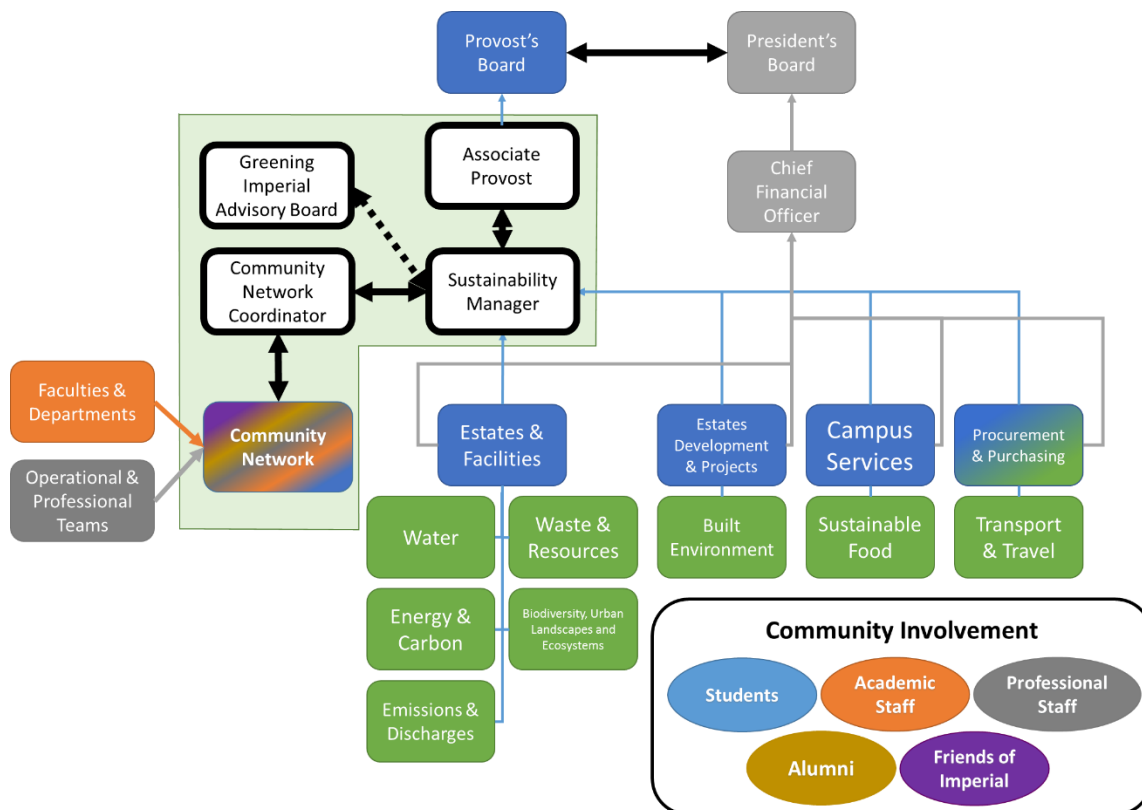 Provost's
Board
President's
Board
Greening
Imperial
Advisory Board
Associate
Provost
Chief
Financial
Officer
Community
Network
Coordinator
Sustainability
Manager
Faculties &
Departments
Operational &
Professional
Teams
Community
Network
Estates &
Facilities
Estates
Development
& Projects
Campus
Services
Procurement
& Purchasing
Water
Waste &
Resources
Built
Environment
Sustainable
Food
Transport
& Travel
Energy &
Carbon
Biodiversity, Urban
Landscapes and
Ecosystems
Emissions &
Discharges
Community Involvement
Students
Academic
Staff
Professional
Staff
Alumni
Friends of
Imperial